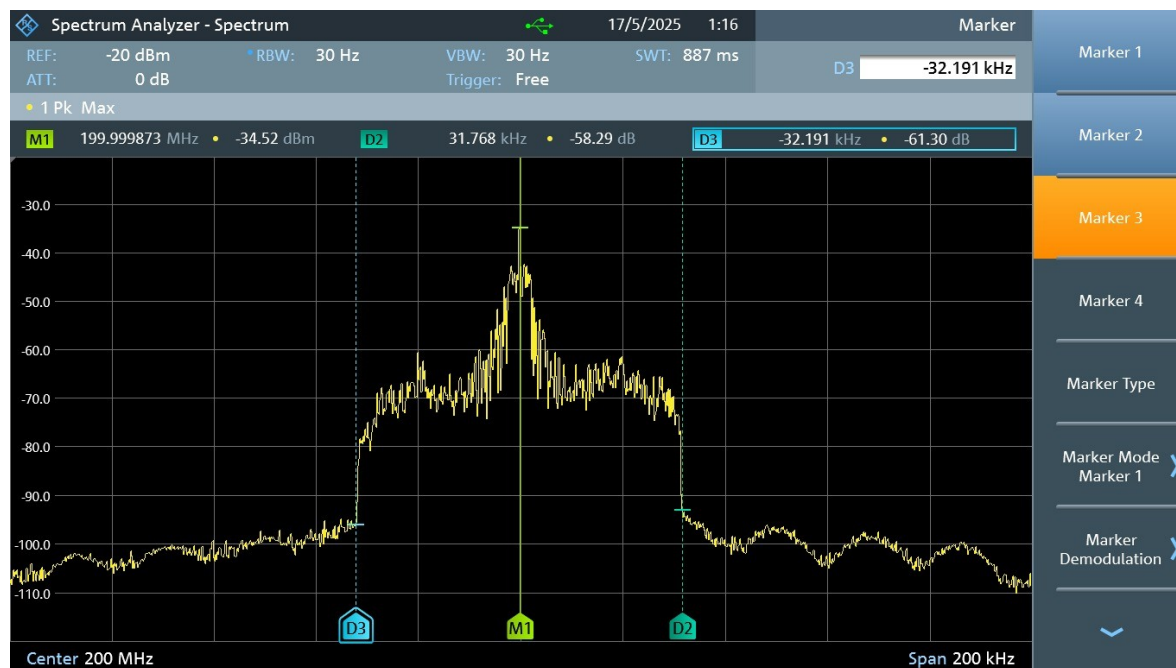 Spectrum Analyzer - Spectrum 17/5/2025 1:16 Marker
REF: -20 dBm RBW: 30 Hz VBW: 30 Hz SWT: 887 ms
ATT: 0 dB Trigger: Free
D3 -32.191 kHz
1 Pk Max
M1 199.999873 MHz • -34.52 dBm D2 31.768 kHz • -58.29 dB D3 -32.191 kHz • -61.30 dB
-30.0
-40.0
-50.0
-60.0
-70.0
-80.0
-90.0
-100.0
-110.0
D3 M1 D2
Center 200 MHz Span 200 kHz
Marker 1
Marker 2
Marker 3
Marker 4
Marker Type
Marker Mode
Marker 1
Marker
Demodulation